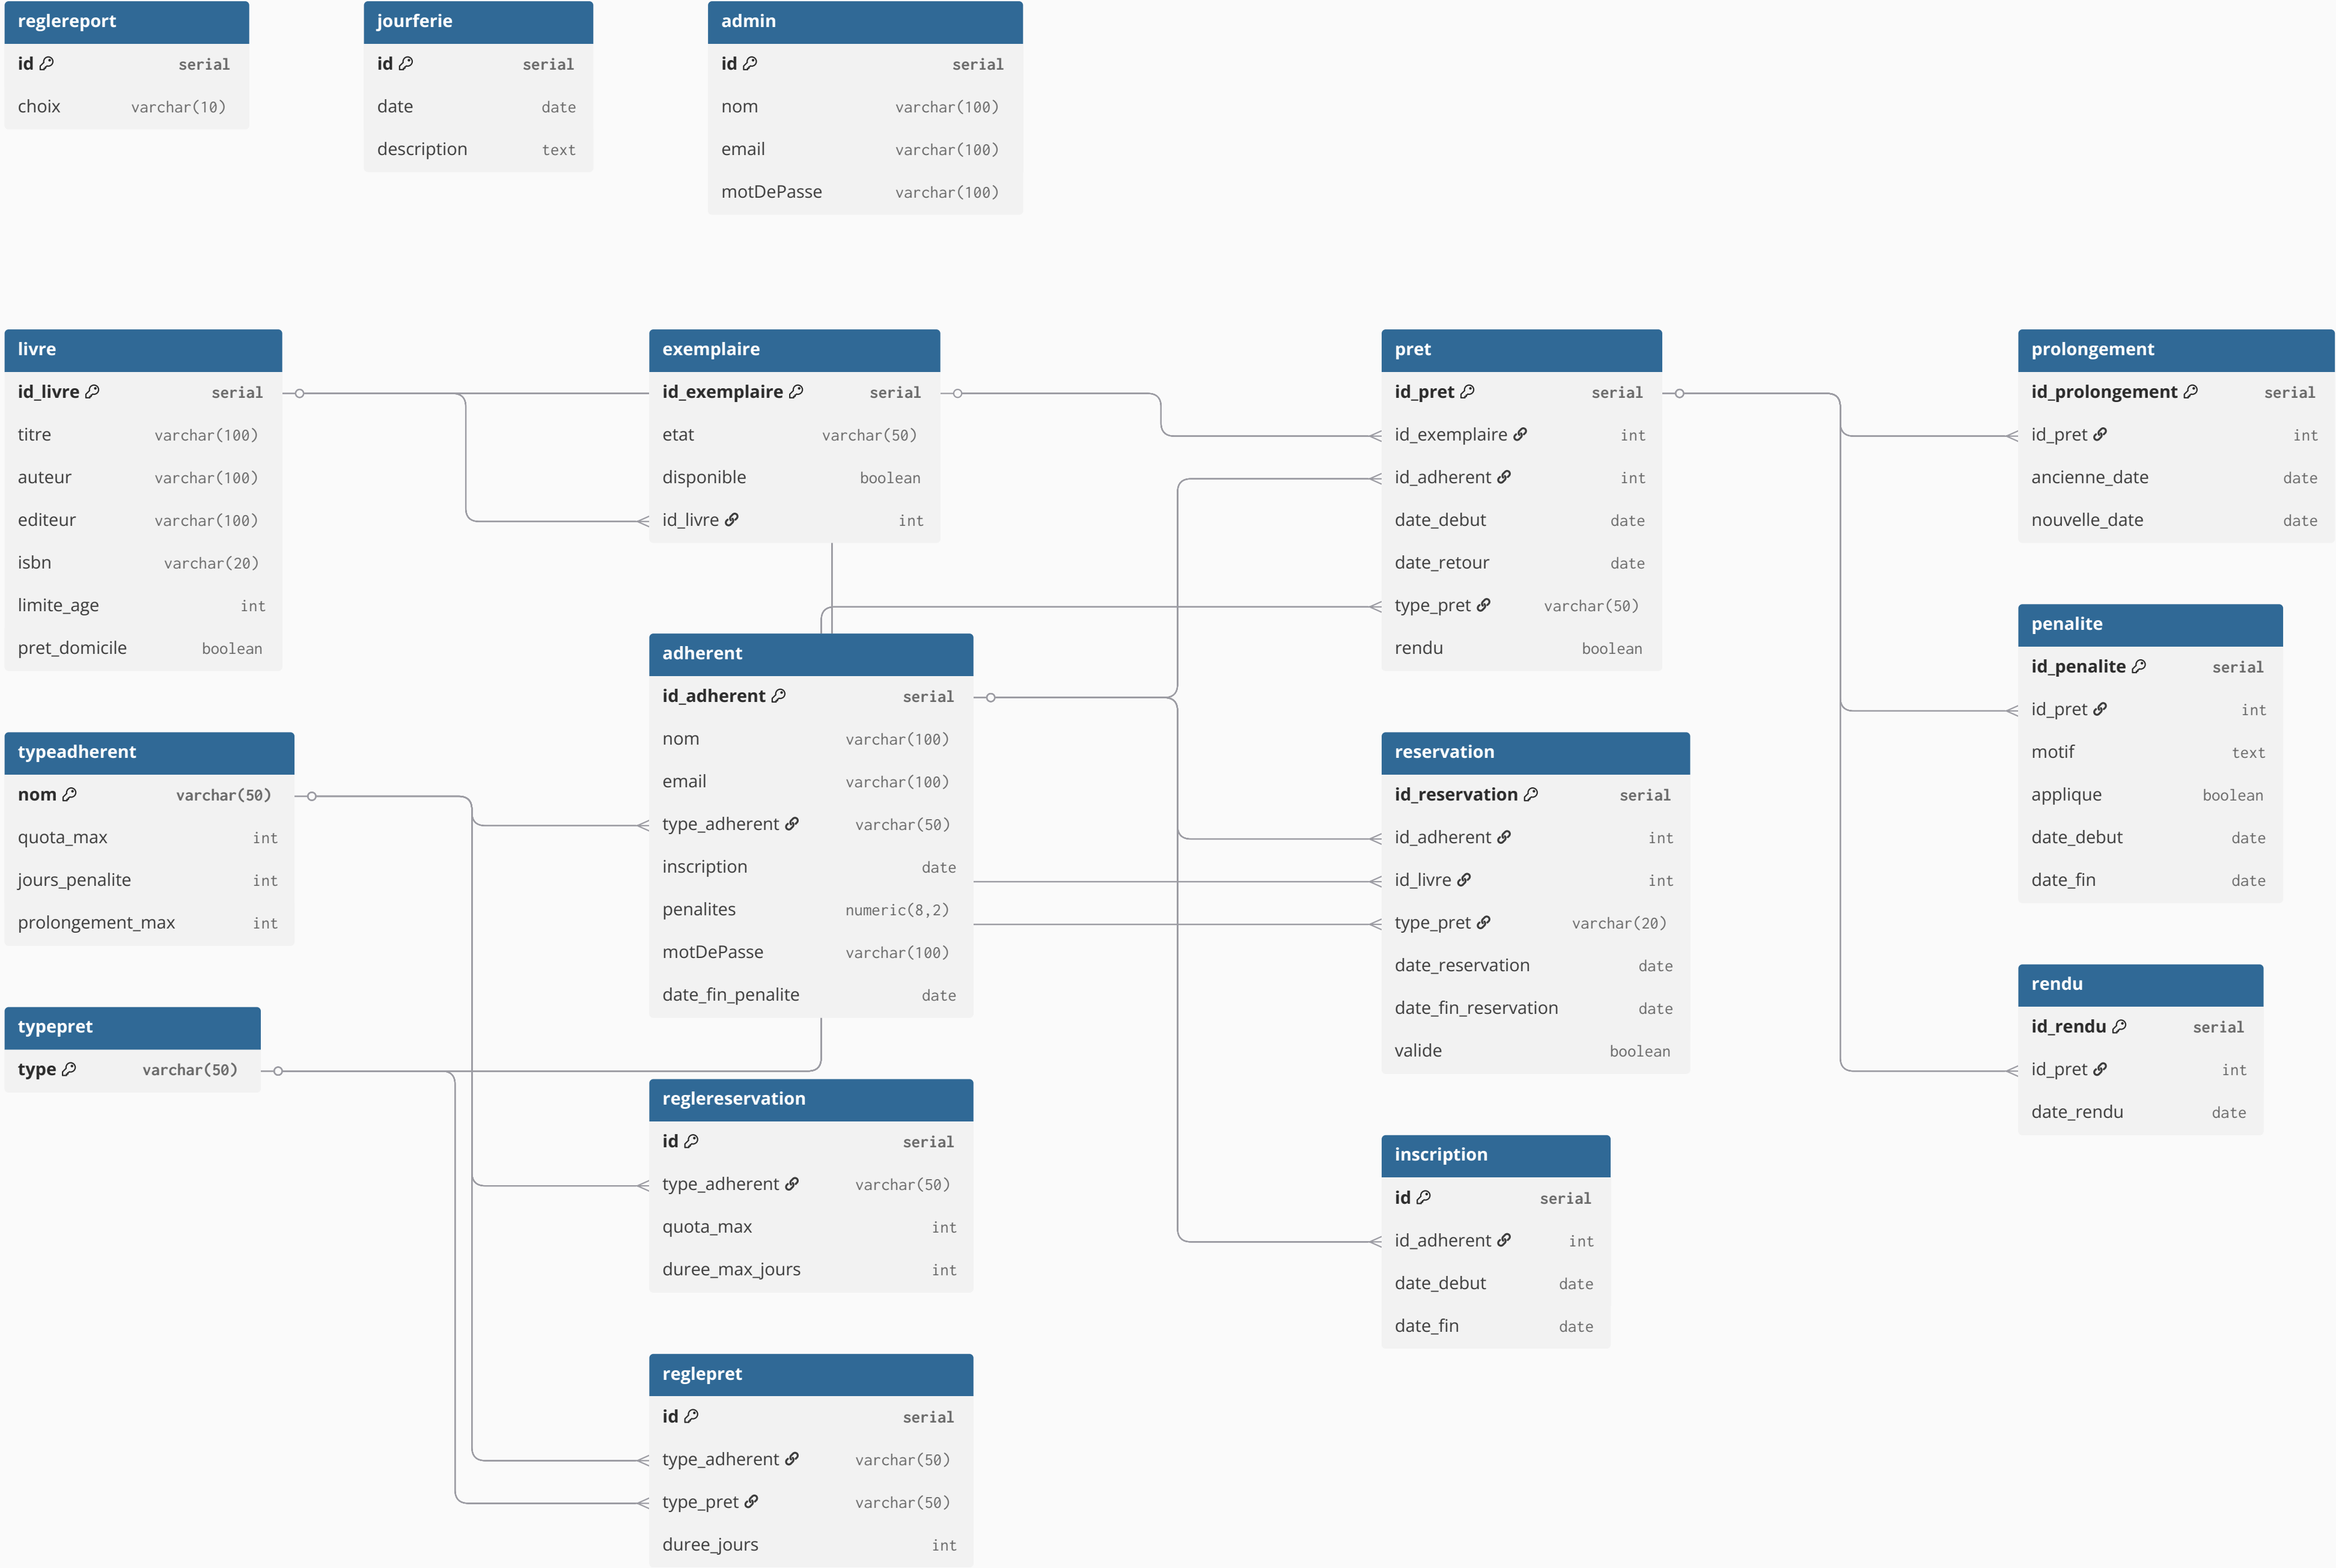 reglereport
id serial
choix varchar(10)
jourferie
id serial
date date
description text
admin
id serial
nom varchar(100)
email varchar(100)
motDePasse varchar(100)
livre
id_livre serial
titre varchar(100)
auteur varchar(100)
editeur varchar(100)
isbn varchar(20)
limite_age int
pret_domicile boolean
exemplaire
id_exemplaire serial
etat varchar(50)
disponible boolean
id_livre int
pret
id_pret serial
id_exemplaire int
id_adherent int
date_debut date
date_retour date
type_pret varchar(50)
rendu boolean
prolongement
id_prolongement serial
id_pret int
ancienne_date date
nouvelle_date date
penalite
id_penalite serial
id_pret int
motif text
applique boolean
date_debut date
date_fin date
adherent
id_adherent serial
nom varchar(100)
email varchar(100)
type_adherent varchar(50)
inscription date
penalites numeric(8,2)
motDePasse varchar(100)
date_fin_penalite date
typeadherent
nom varchar(50)
quota_max int
jours_penalite int
prolongement_max int
reservation
id_reservation serial
id_adherent int
id_livre int
type_pret varchar(20)
date_reservation date
date_fin_reservation date
valide boolean
rendu
id_rendu serial
id_pret int
date_rendu date
typepret
type varchar(50)
reglereservation
id serial
type_adherent varchar(50)
quota_max int
duree_max_jours int
inscription
id serial
id_adherent int
date_debut date
date_fin date
reglepret
id serial
type_adherent varchar(50)
type_pret varchar(50)
duree_jours int